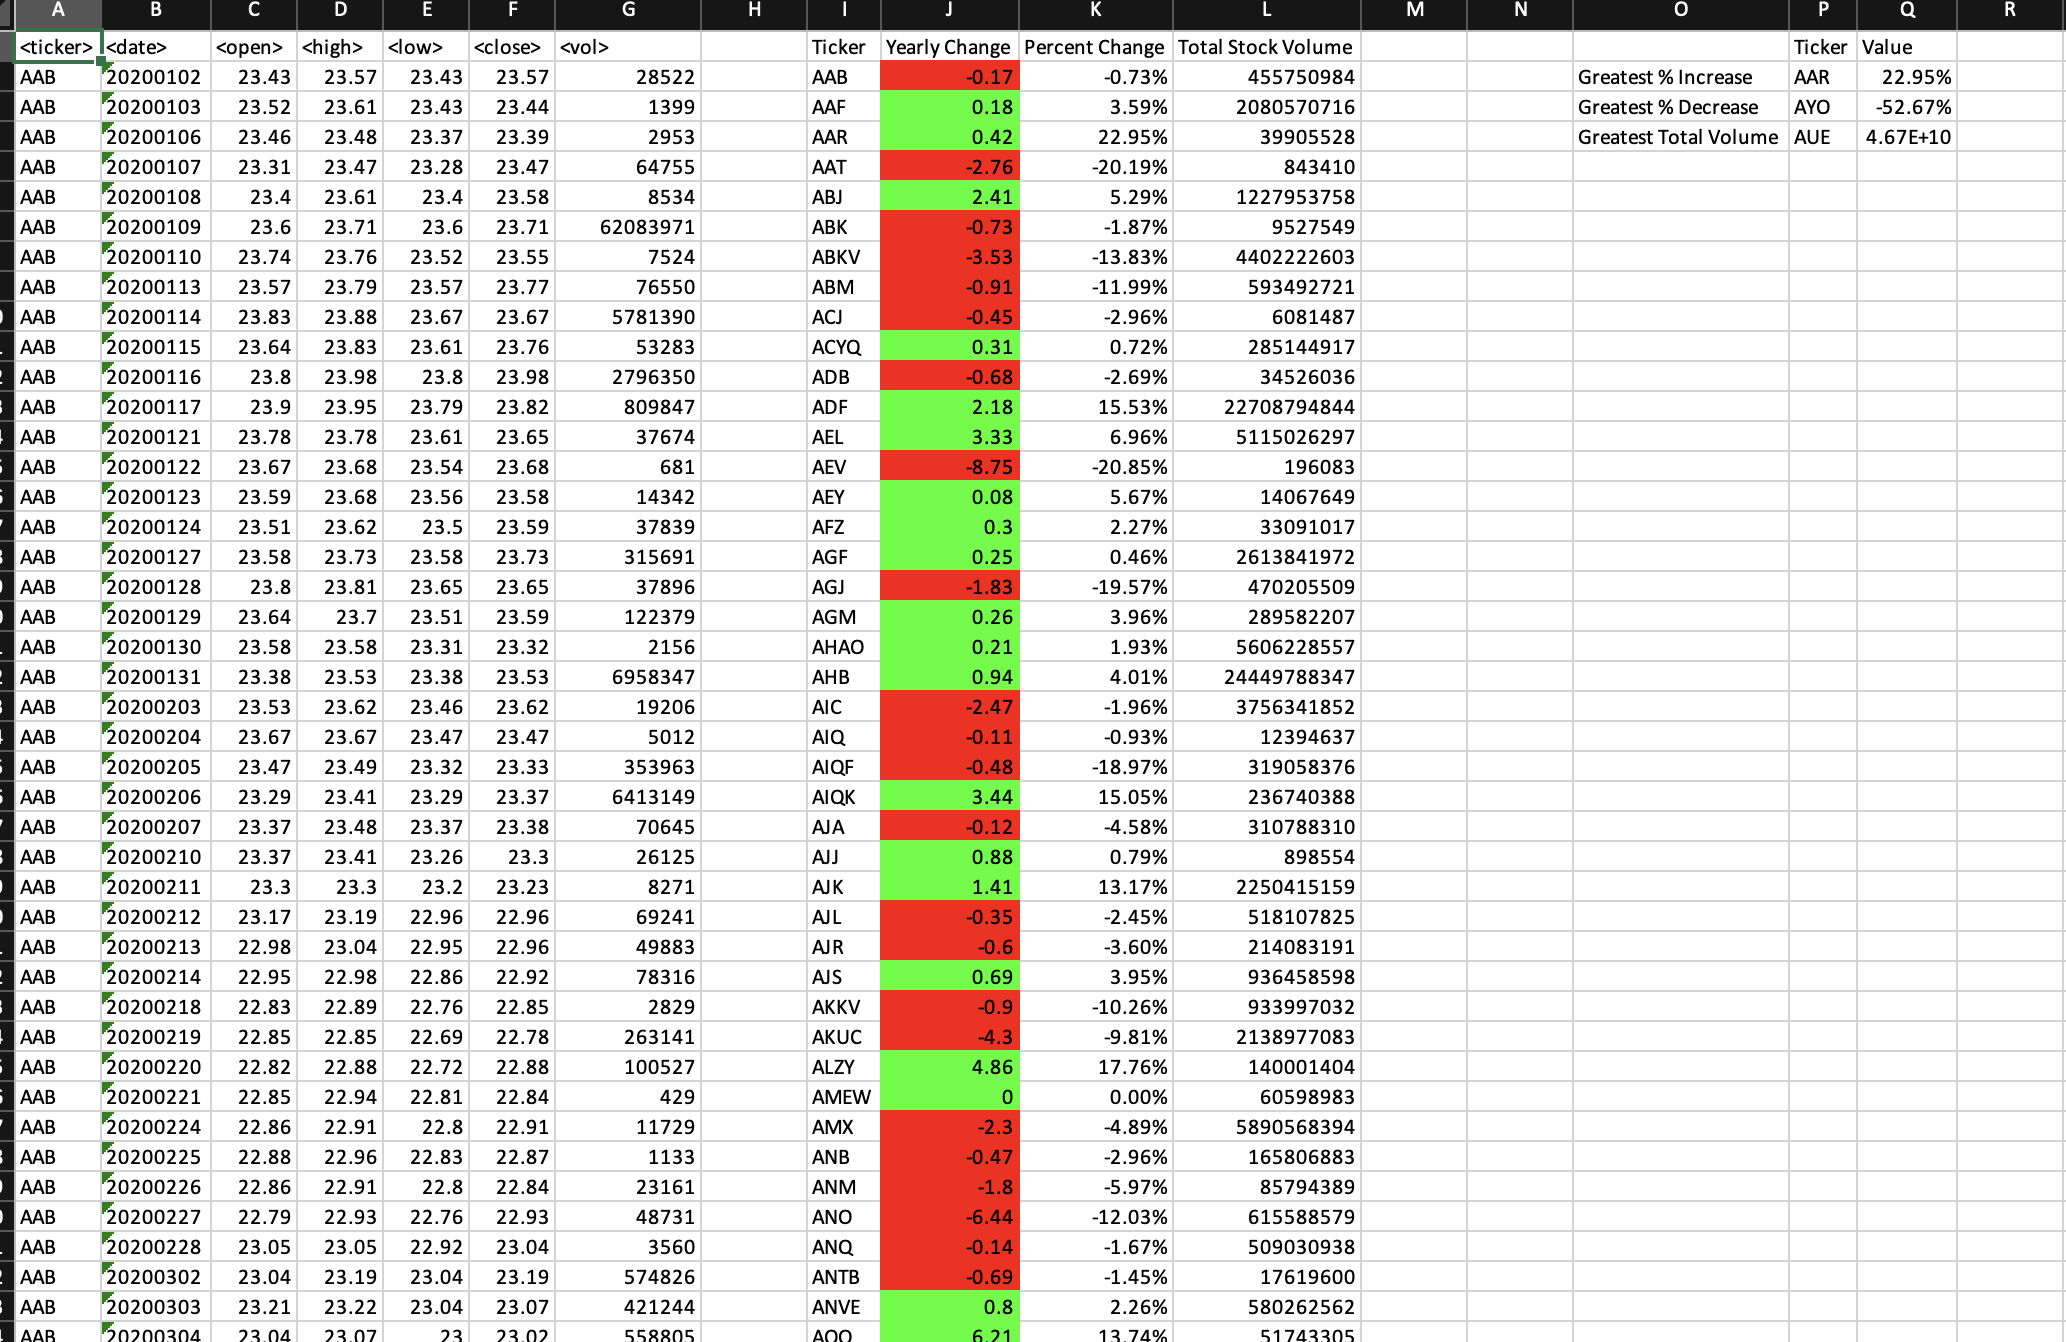 A B C D E F G H I J K L M N O P Q R
<ticker> <date> <open> <high> <low> <close> <vol> Ticker Yearly Change Percent Change Total Stock Volume Ticker Value
AAB 20200102 23.43 23.57 23.43 23.57 28522 AAB -0.17 -0.73% 455750984 Greatest % Increase AAR 22.95%
AAB 20200103 23.52 23.61 23.43 23.44 1399 AAF 0.18 3.59% 2080570716 Greatest % Decrease AYO -52.67%
AAB 20200106 23.46 23.48 23.37 23.39 2953 AAR 0.42 22.95% 39905528 Greatest Total Volume AUE 4.67E+10
AAB 20200107 23.31 23.47 23.28 23.47 64755 AAT -2.76 -20.19% 843410
AAB 20200108 23.4 23.61 23.4 23.58 8534 ABJ 2.41 5.29% 1227953758
AAB 20200109 23.6 23.71 23.6 23.71 62083971 ABK -0.73 -1.87% 9527549
AAB 20200110 23.74 23.76 23.52 23.55 7524 ABKV -3.53 -13.83% 4402222603
AAB 20200113 23.57 23.79 23.57 23.77 76550 ABM -0.91 -11.99% 593492721
AAB 20200114 23.83 23.88 23.67 23.67 5781390 ACJ -0.45 -2.96% 6081487
AAB 20200115 23.64 23.83 23.61 23.76 53283 ACYQ 0.31 0.72% 285144917
AAB 20200116 23.8 23.98 23.8 23.98 2796350 ADB -0.68 -2.69% 34526036
AAB 20200117 23.9 23.95 23.79 23.82 809847 ADF 2.18 15.53% 22708794844
AAB 20200121 23.78 23.78 23.61 23.65 37674 AEL 3.33 6.96% 5115026297
AAB 20200122 23.67 23.68 23.54 23.68 681 AEV -8.75 -20.85% 196083
AAB 20200123 23.59 23.68 23.56 23.58 14342 AEY 0.08 5.67% 14067649
AAB 20200124 23.51 23.62 23.5 23.59 37839 AFZ 0.3 2.27% 33091017
AAB 20200127 23.58 23.73 23.58 23.73 315691 AGF 0.25 0.46% 2613841972
AAB 20200128 23.8 23.81 23.65 23.65 37896 AGJ -1.83 -19.57% 470205509
AAB 20200129 23.64 23.7 23.51 23.59 122379 AGM 0.26 3.96% 289582207
AAB 20200130 23.58 23.58 23.31 23.32 2156 AHAO 0.21 1.93% 5606228557
AAB 20200131 23.38 23.53 23.38 23.53 6958347 AHB 0.94 4.01% 24449788347
AAB 20200203 23.53 23.62 23.46 23.62 19206 AIC -2.47 -1.96% 3756341852
AAB 20200204 23.67 23.67 23.47 23.47 5012 AIQ -0.11 -0.93% 12394637
AAB 20200205 23.47 23.49 23.32 23.33 353963 AIQF -0.48 -18.97% 319058376
AAB 20200206 23.29 23.41 23.29 23.37 6413149 AIQK 3.44 15.05% 236740388
AAB 20200207 23.37 23.48 23.37 23.38 70645 AJA -0.12 -4.58% 310788310
AAB 20200210 23.37 23.41 23.26 23.3 26125 AJJ 0.88 0.79% 898554
AAB 20200211 23.3 23.3 23.2 23.23 8271 AJK 1.41 13.17% 2250415159
AAB 20200212 23.17 23.19 22.96 22.96 69241 AJL -0.35 -2.45% 518107825
AAB 20200213 22.98 23.04 22.95 22.96 49883 AJR -0.6 -3.60% 214083191
AAB 20200214 22.95 22.98 22.86 22.92 78316 AJS 0.69 3.95% 936458598
AAB 20200218 22.83 22.89 22.76 22.85 2829 AKKV -0.9 -10.26% 933997032
AAB 20200219 22.85 22.85 22.69 22.78 263141 AKUC -4.3 -9.81% 2138977083
AAB 20200220 22.82 22.88 22.72 22.88 100527 ALZY 4.86 17.76% 140001404
AAB 20200221 22.85 22.94 22.81 22.84 429 AMEW 0 0.00% 60598983
AAB 20200224 22.86 22.91 22.8 22.91 11729 AMX -2.3 -4.89% 5890568394
AAB 20200225 22.88 22.96 22.83 22.87 1133 ANB -0.47 -2.96% 165806883
AAB 20200226 22.86 22.91 22.8 22.84 23161 ANM -1.8 -5.97% 85794389
AAB 20200227 22.79 22.93 22.76 22.93 48731 ANO -6.44 -12.03% 615588579
AAB 20200228 23.05 23.05 22.92 23.04 3560 ANQ -0.14 -1.67% 509030938
AAB 20200302 23.04 23.19 23.04 23.19 574826 ANTB -0.69 -1.45% 17619600
AAB 20200303 23.21 23.22 23.04 23.07 421244 ANVE 0.8 2.26% 580262562
AAB 20200304 23.04 23.07 23 23.02 558805 AOO 6.21 13.74% 51743305